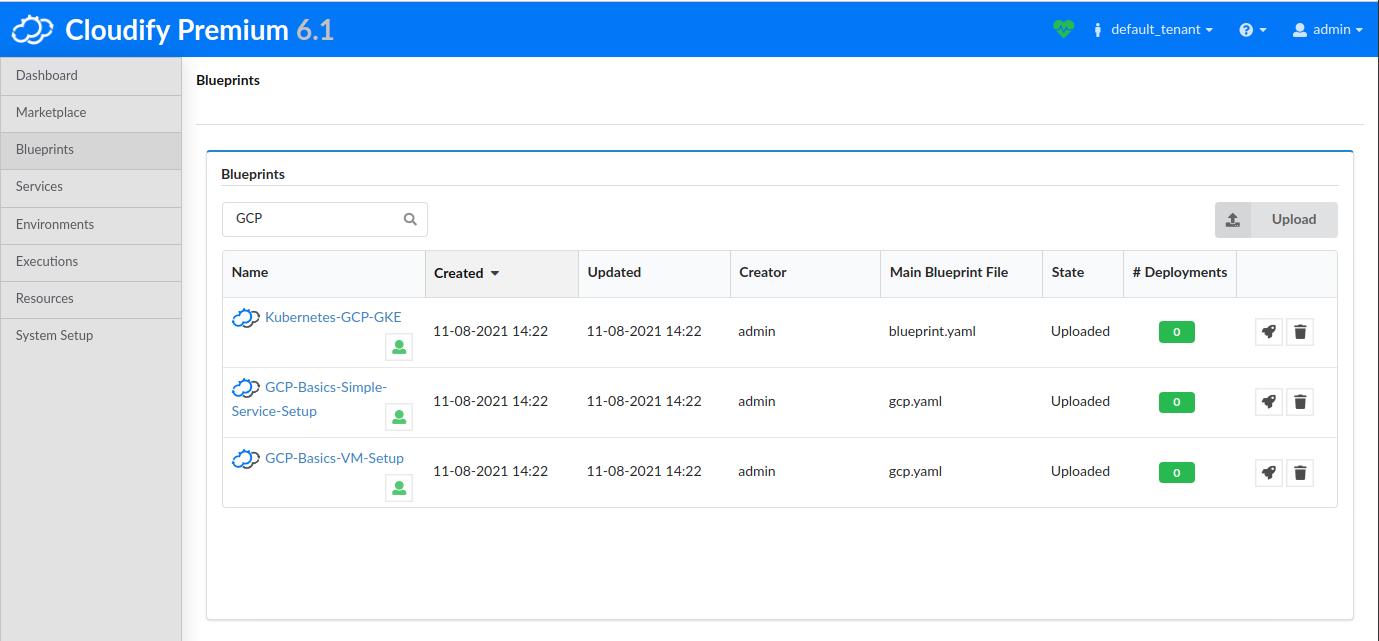 Cloudify Premium 6.1
default_tenant
admin
Dashboard
Marketplace
Blueprints
Services
Environments
Executions
Resources
System Setup
Blueprints
Blueprints
GCP
Upload
Name Created Updated Creator Main Blueprint File State # Deployments
Kubernetes-GCP-GKE 11-08-2021 14:22 11-08-2021 14:22 admin blueprint.yaml Uploaded 0
GCP-Basics-Simple-
Service-Setup 11-08-2021 14:22 11-08-2021 14:22 admin gcp.yaml Uploaded 0
GCP-Basics-VM-Setup 11-08-2021 14:22 11-08-2021 14:22 admin gcp.yaml Uploaded 0